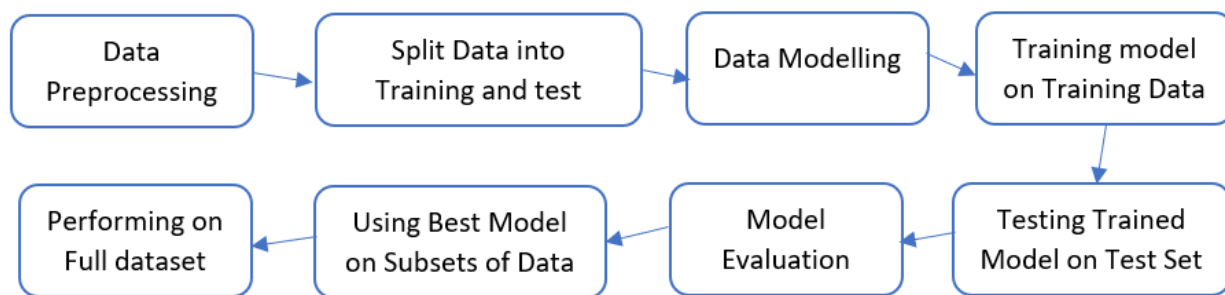 Data
Preprocessing
Split Data into
Training and test
Data Modelling
Training model
on Training Data
Testing Trained
Model on Test Set
Model
Evaluation
Using Best Model
on Subsets of Data
Performing on
Full dataset